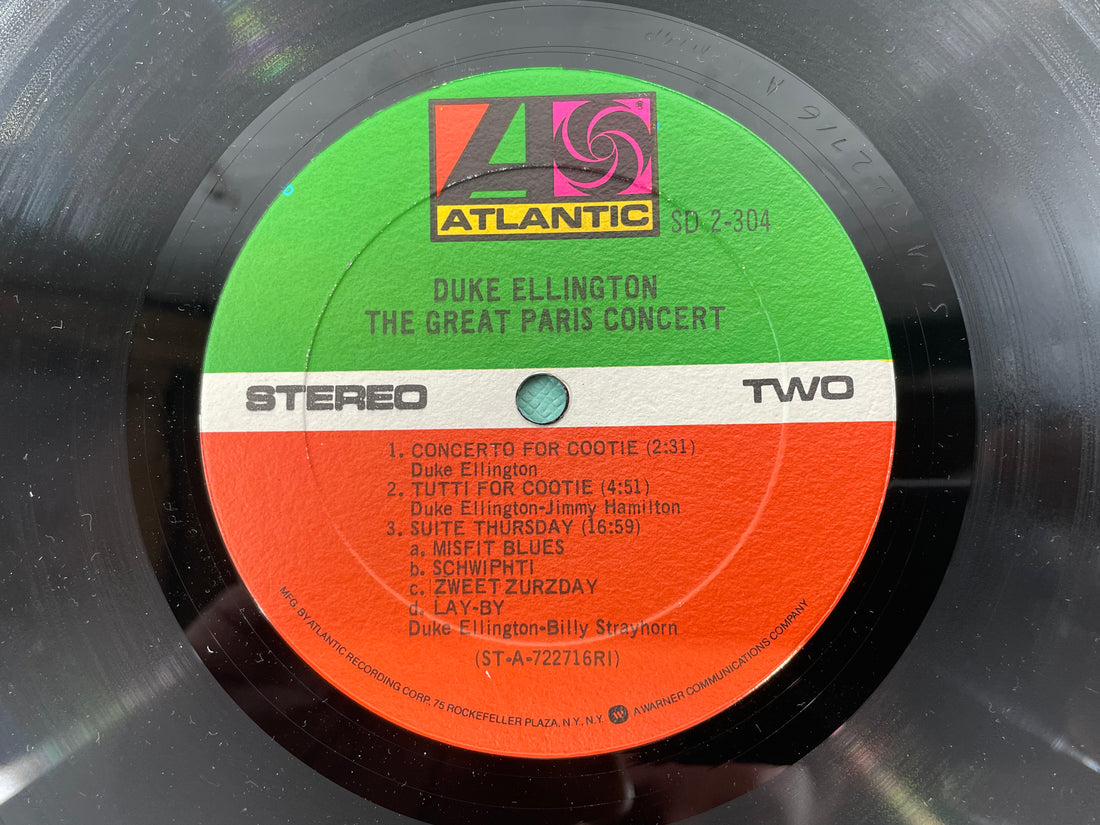 ATLANTIC
®
SD 2-304
DUKE ELLINGTON
THE GREAT PARIS CONCERT
STEREO
TWO
1. CONCERTO FOR COOTIE (2:31)
Duke Ellington
2. TUTTI FOR COOTIE (4:51)
Duke Ellington-Jimmy Hamilton
3. SUITE THURSDAY (16:59)
a. MISFIT BLUES
b. SCHWIPHTI
c. ZWEET ZURZDAY
d. LAY-BY
Duke Ellington-Billy Strayhorn
(ST-A-722716RI)
MFG. BY ATLANTIC RECORDING CORP., 75 ROCKEFELLER PLAZA, N.Y., N.Y. W A WARNER COMMUNICATIONS COMPANY